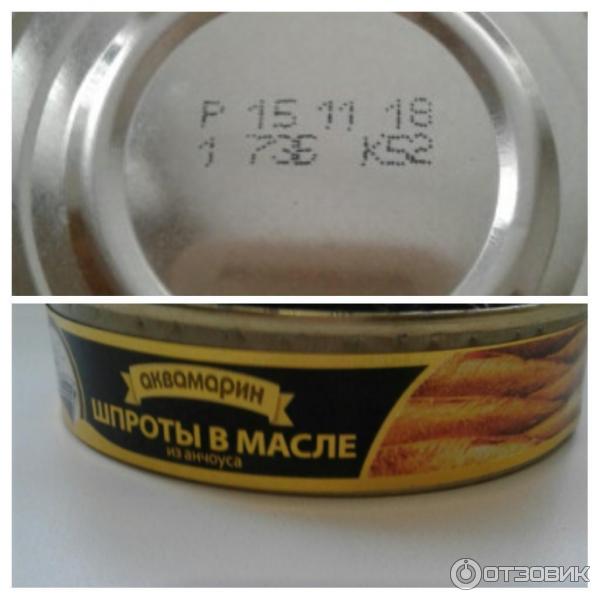 Р 15 11 18
1 736 К52
аквамарин
ШПРОТЫ В МАСЛЕ
из анчоуса
ОТЗОВИК